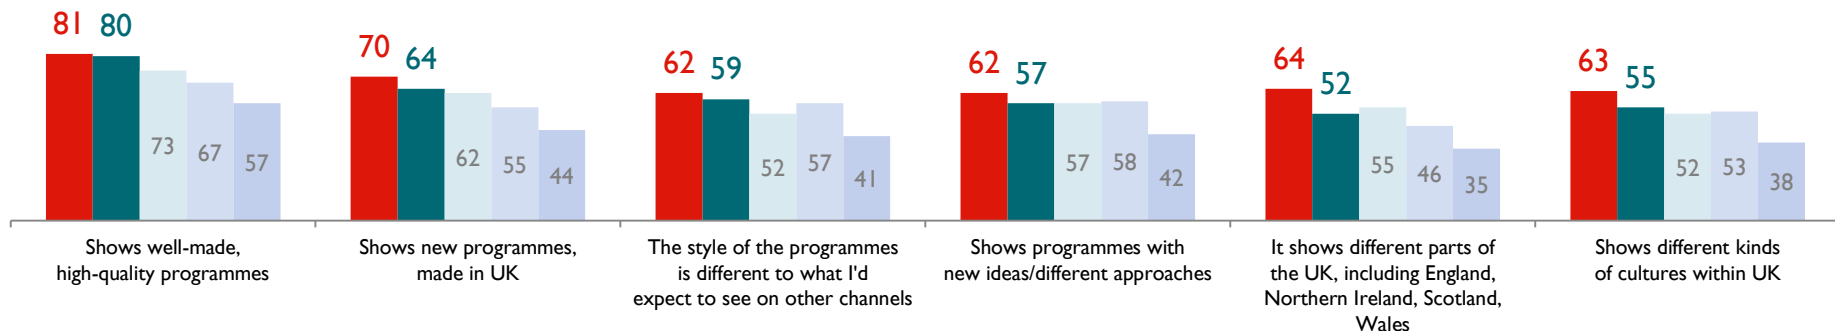 81 80 73 67 57
70 64 62 55 44
62 59 52 57 41
62 57 57 58 42
64 52 55 46 35
63 55 52 53 38
Shows well-made,
high-quality programmes
Shows new programmes,
made in UK
The style of the programmes
is different to what I'd
expect to see on other channels
Shows programmes with
new ideas/different approaches
It shows different parts of
the UK, including England,
Northern Ireland, Scotland,
Wales
Shows different kinds
of cultures within UK